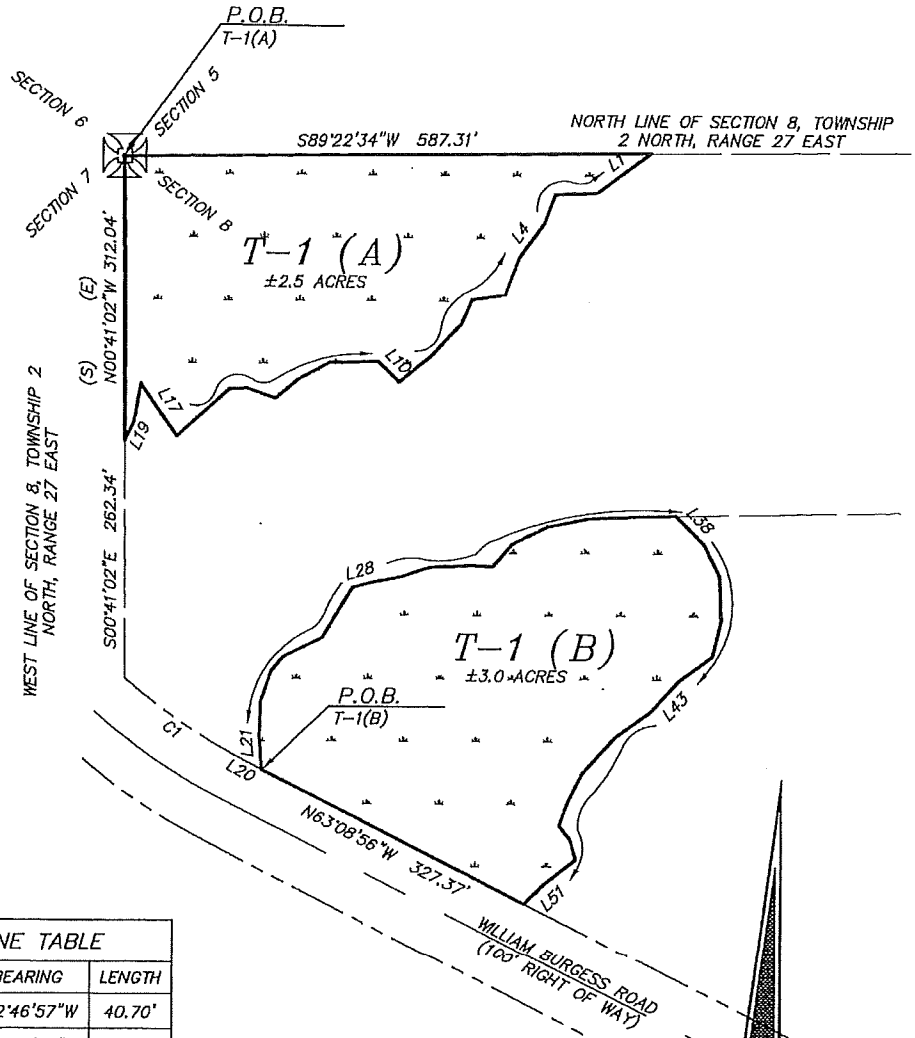 P.O.B.
T-1(A)
SECTION 6
SECTION 5
SECTION 7
SECTION 8
S89°22'34"W 587.31'
NORTH LINE OF SECTION 8, TOWNSHIP
2 NORTH, RANGE 27 EAST
L1
L4
T-1 (A)
±2.5 ACRES
(S) (E)
N00°41'02"W 312.04'
L10
L17
L19
WEST LINE OF SECTION 8, TOWNSHIP 2
NORTH, RANGE 27 EAST
S00°41'02"E 262.34'
L38
L28
T-1 (B)
±3.0 ACRES
P.O.B.
T-1(B)
L43
L21
C1
L20
N63°08'56"W 327.37'
L51
WILLIAM BURGESS ROAD
(100' RIGHT OF WAY)
NE TABLE
BEARING LENGTH
2°46'57"W 40.70'